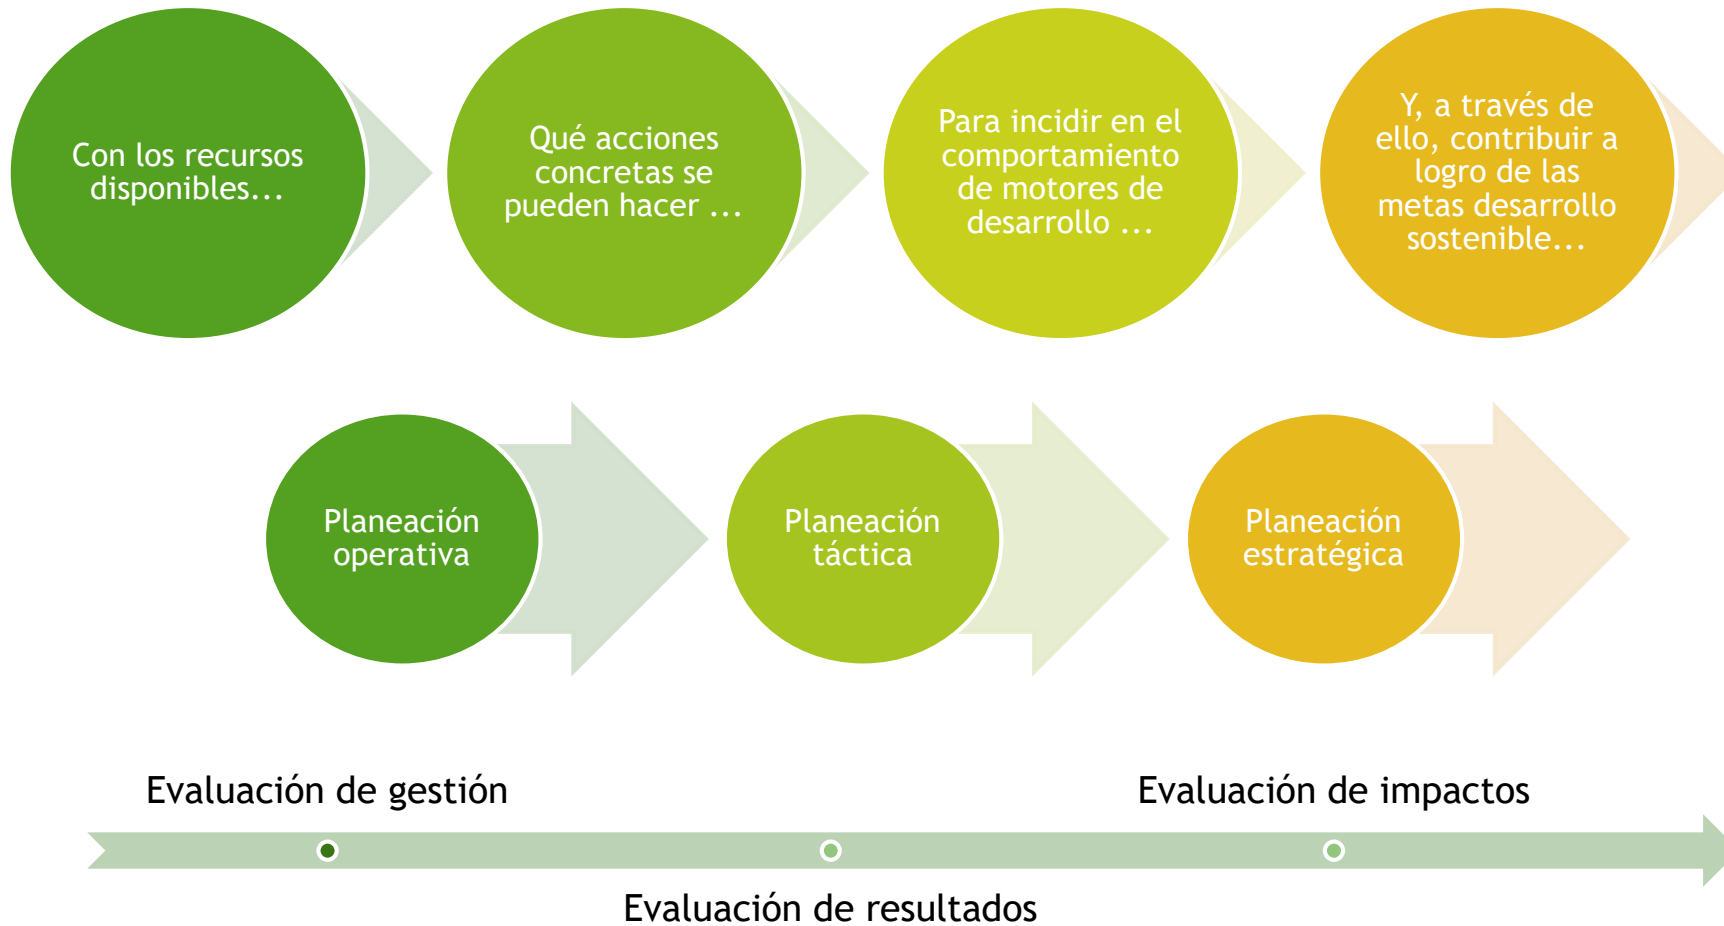 Con los recursos
disponibles...
Qué acciones
concretas se
pueden hacer ...
Para incidir en el
comportamiento
de motores de
desarrollo ...
Y, a través de
ello, contribuir a
logro de las
metas desarrollo
sostenible...
Planeación
operativa
Planeación
táctica
Planeación
estratégica
Evaluación de gestión
Evaluación de impactos
Evaluación de resultados